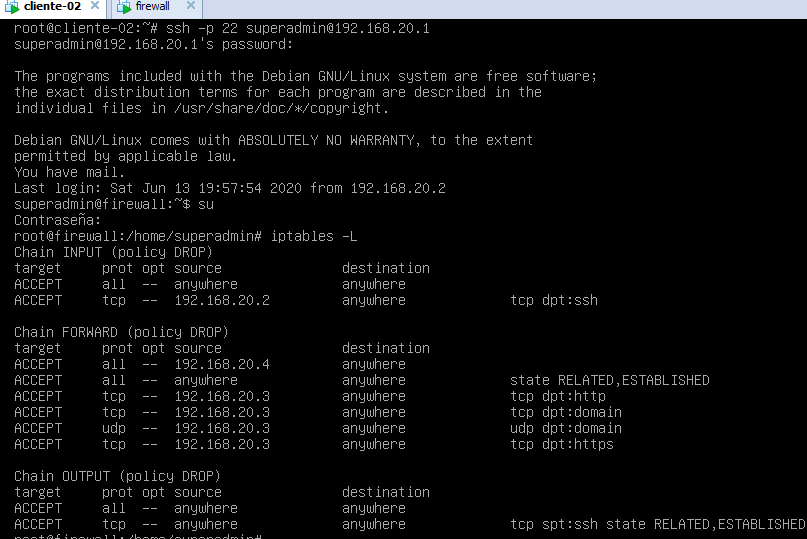 cliente-02 × firewall ×
root@cliente-02:~# ssh -p 22 superadmin@192.168.20.1
superadmin@192.168.20.1's password:

The programs included with the Debian GNU/Linux system are free software;
the exact distribution terms for each program are described in the
individual files in /usr/share/doc/*/copyright.

Debian GNU/Linux comes with ABSOLUTELY NO WARRANTY, to the extent
permitted by applicable law.
You have mail.
Last login: Sat Jun 13 19:57:54 2020 from 192.168.20.2
superadmin@firewall:~$ su
Contraseña:
root@firewall:/home/superadmin# iptables -L
Chain INPUT (policy DROP)
target     prot opt source               destination
ACCEPT     all  --  anywhere             anywhere
ACCEPT     tcp  --  192.168.20.2         anywhere             tcp dpt:ssh

Chain FORWARD (policy DROP)
target     prot opt source               destination
ACCEPT     all  --  192.168.20.4         anywhere
ACCEPT     all  --  anywhere             anywhere             state RELATED,ESTABLISHED
ACCEPT     tcp  --  192.168.20.3         anywhere             tcp dpt:http
ACCEPT     tcp  --  192.168.20.3         anywhere             tcp dpt:domain
ACCEPT     udp  --  192.168.20.3         anywhere             udp dpt:domain
ACCEPT     tcp  --  192.168.20.3         anywhere             tcp dpt:https

Chain OUTPUT (policy DROP)
target     prot opt source               destination
ACCEPT     all  --  anywhere             anywhere
ACCEPT     tcp  --  anywhere             anywhere             tcp spt:ssh state RELATED,ESTABLISHED
root@firewall:/home/superadmin#